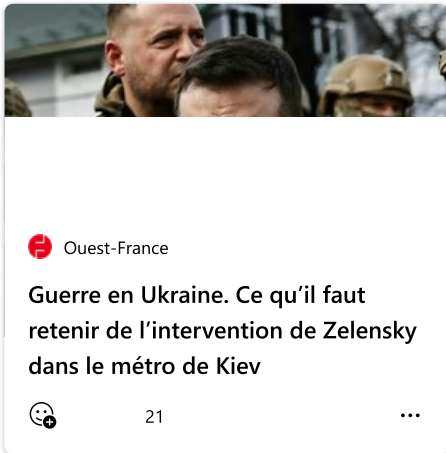 Ouest-France
Guerre en Ukraine. Ce qu’il faut
retenir de l’intervention de Zelensky
dans le métro de Kiev
21